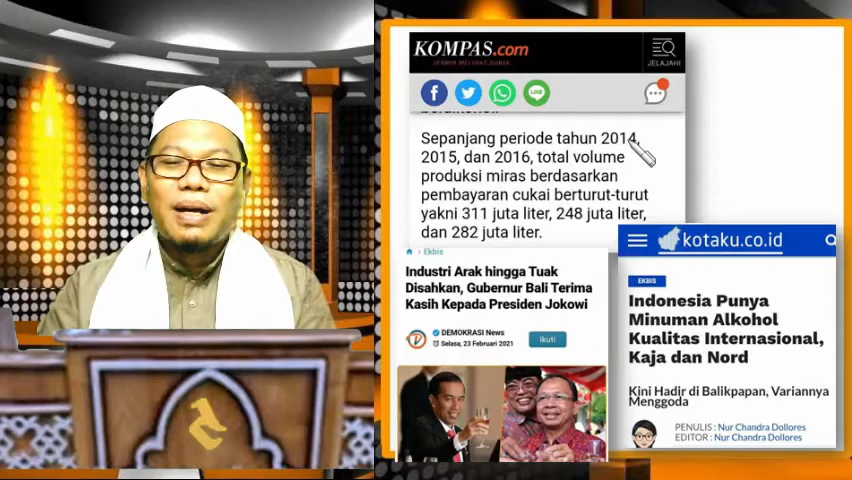 KOMPAS.com
JERNIH MELIHAT DUNIA
JELAJAHI
Sepanjang periode tahun 2014,
2015, dan 2016, total volume
produksi miras berdasarkan
pembayaran cukai berturut-turut
yakni 311 juta liter, 248 juta liter,
dan 282 juta liter.
Ekbis
Industri Arak hingga Tuak
Disahkan, Gubernur Bali Terima
Kasih Kepada Presiden Jokowi
DEMOKRASI News
Selasa, 23 Februari 2021
Ikuti
kotaku.co.id
EKBIS
Indonesia Punya
Minuman Alkohol
Kualitas Internasional,
Kaja dan Nord
Kini Hadir di Balikpapan, Variannya
Menggoda
PENULIS : Nur Chandra Dollores
EDITOR : Nur Chandra Dollores